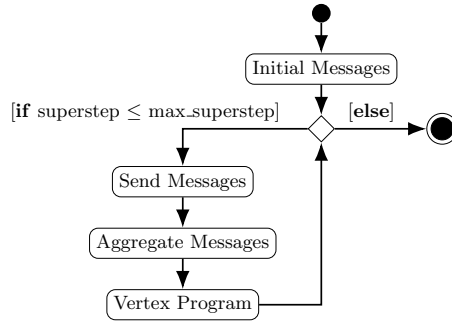 Initial Messages
[if superstep ≤ max_superstep]
[else]
Send Messages
Aggregate Messages
Vertex Program